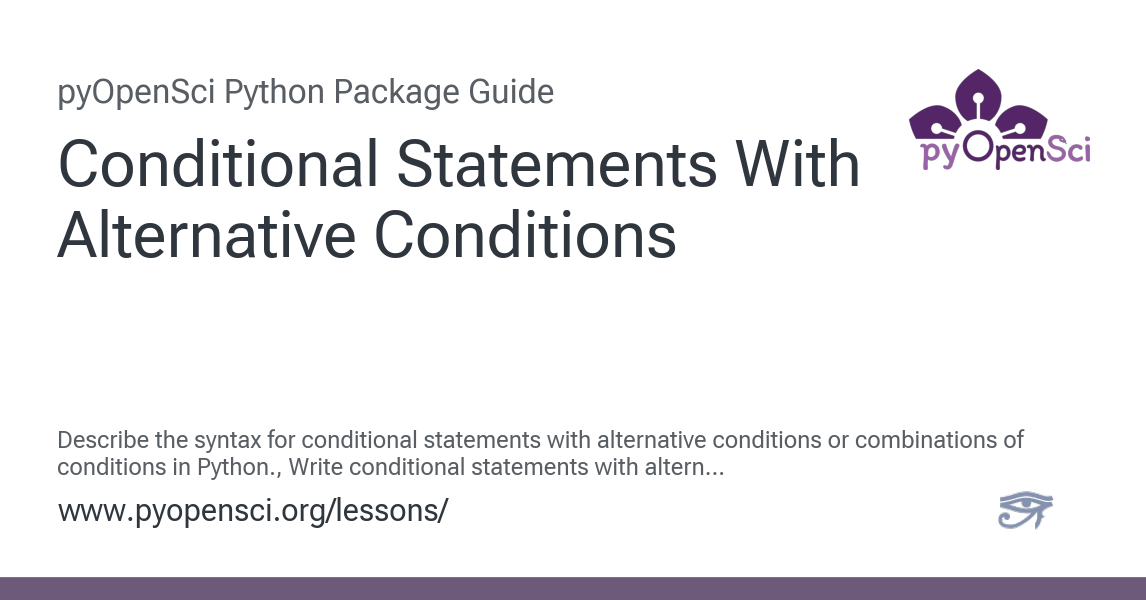 pyOpenSci Python Package Guide
Conditional Statements With
Alternative Conditions
pyOpenSci
Describe the syntax for conditional statements with alternative conditions or combinations of
conditions in Python., Write conditional statements with altern...
www.pyopensci.org/lessons/